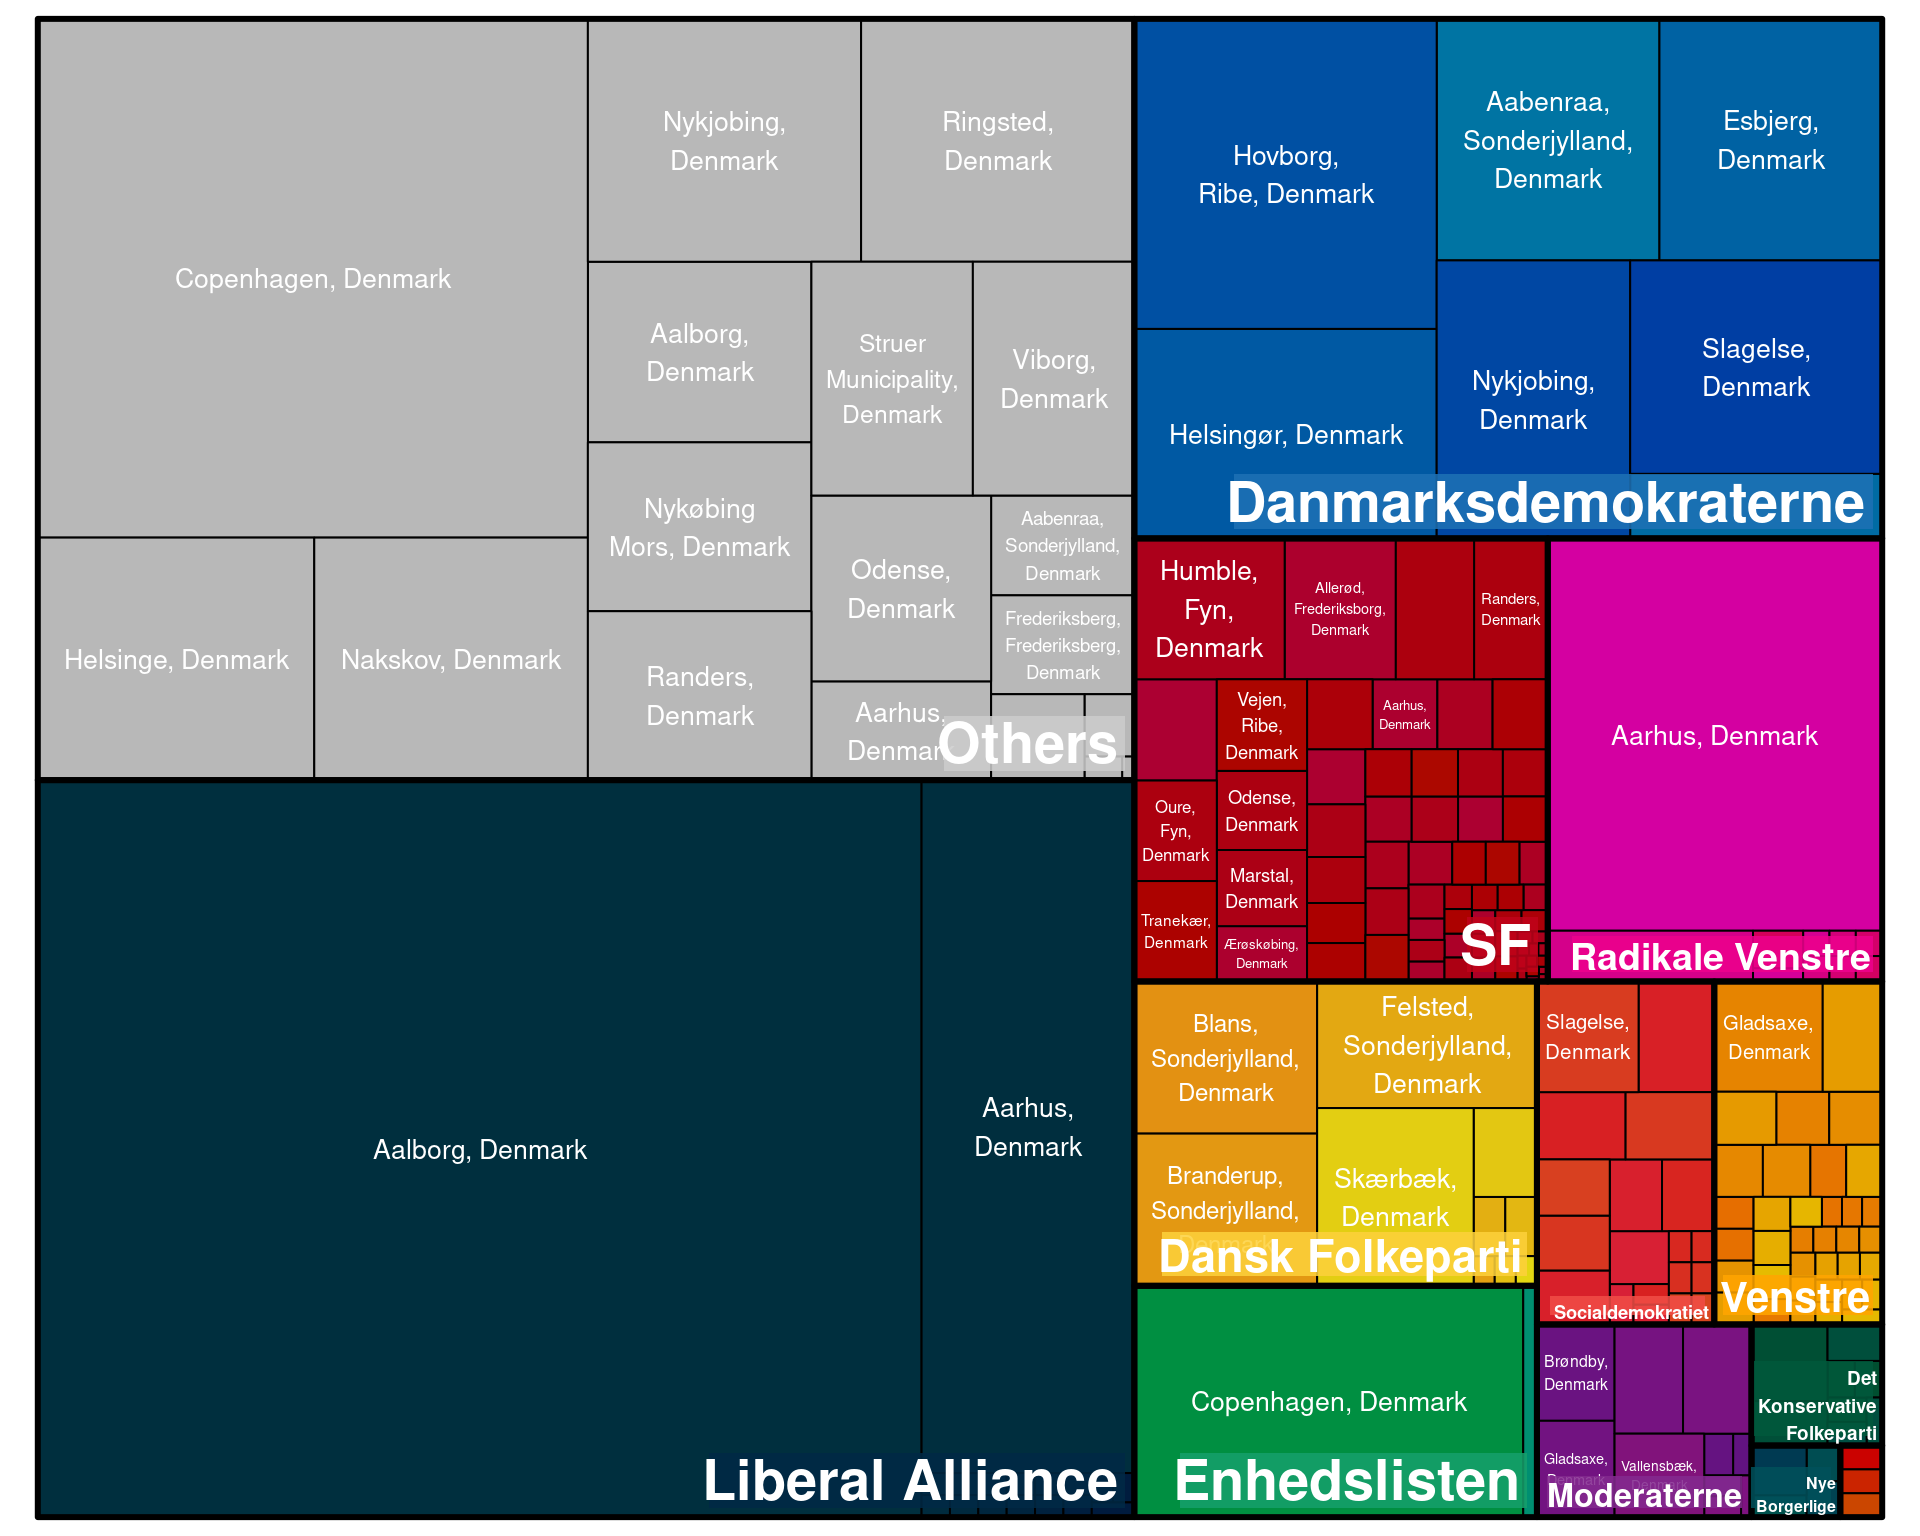 Copenhagen, Denmark
Nykjobing,
Denmark
Ringsted,
Denmark
Aalborg,
Denmark
Struer
Municipality,
Denmark
Viborg,
Denmark
Nykøbing
Mors, Denmark
Odense,
Denmark
Aabenraa,
Sonderjylland,
Denmark
Frederiksberg,
Frederiksberg,
Denmark
Helsinge, Denmark
Nakskov, Denmark
Randers,
Denmark
Aarhus,
Denmark
Others
Hovborg,
Ribe, Denmark
Aabenraa,
Sonderjylland,
Denmark
Esbjerg,
Denmark
Helsingør, Denmark
Nykjobing,
Denmark
Slagelse,
Denmark
Danmarksdemokraterne
Humble,
Fyn,
Denmark
Allerød,
Frederiksborg,
Denmark
Randers,
Denmark
Vejen,
Ribe,
Denmark
Aarhus,
Denmark
Oure,
Fyn,
Denmark
Odense,
Denmark
Marstal,
Denmark
Tranekær,
Denmark
Ærøskøbing,
Denmark
SF
Aarhus, Denmark
Radikale Venstre
Aalborg, Denmark
Aarhus,
Denmark
Liberal Alliance
Blans,
Sonderjylland,
Denmark
Felsted,
Sonderjylland,
Denmark
Branderup,
Sonderjylland,
Denmark
Skærbæk,
Denmark
Dansk Folkeparti
Slagelse,
Denmark
Socialdemokratiet
Gladsaxe,
Denmark
Venstre
Copenhagen, Denmark
Enhedslisten
Brøndby,
Denmark
Gladsaxe,
Denmark
Vallensbæk,
Denmark
Moderaterne
Det
Konservative
Folkeparti
Nye
Borgerlige